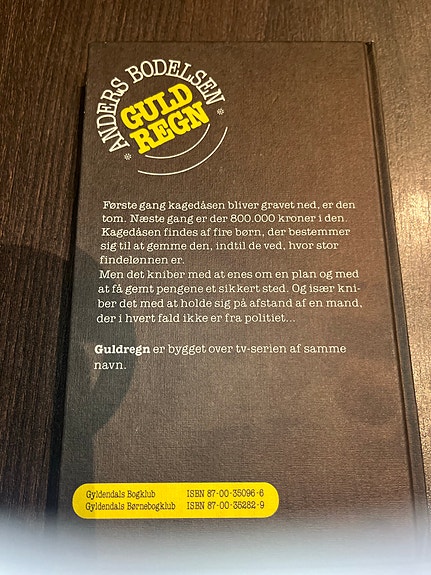 * ANDERS BODELSEN *
GULD
REGN
Første gang kagedåsen bliver gravet ned, er den
tom. Næste gang er der 800.000 kroner i den.
Kagedåsen findes af fire børn, der bestemmer
sig til at gemme den, indtil de ved, hvor stor
findelønnen er.
Men det kniber med at enes om en plan og med
at få gemt pengene et sikkert sted. Og især kni-
ber det med at holde sig på afstand af en mand,
der i hvert fald ikke er fra politiet...
Guldregn er bygget over tv-serien af samme
navn.
Gyldendals Bogklub ISBN 87-00-35096-6
Gyldendals Børnebogklub ISBN 87-00-35282-9